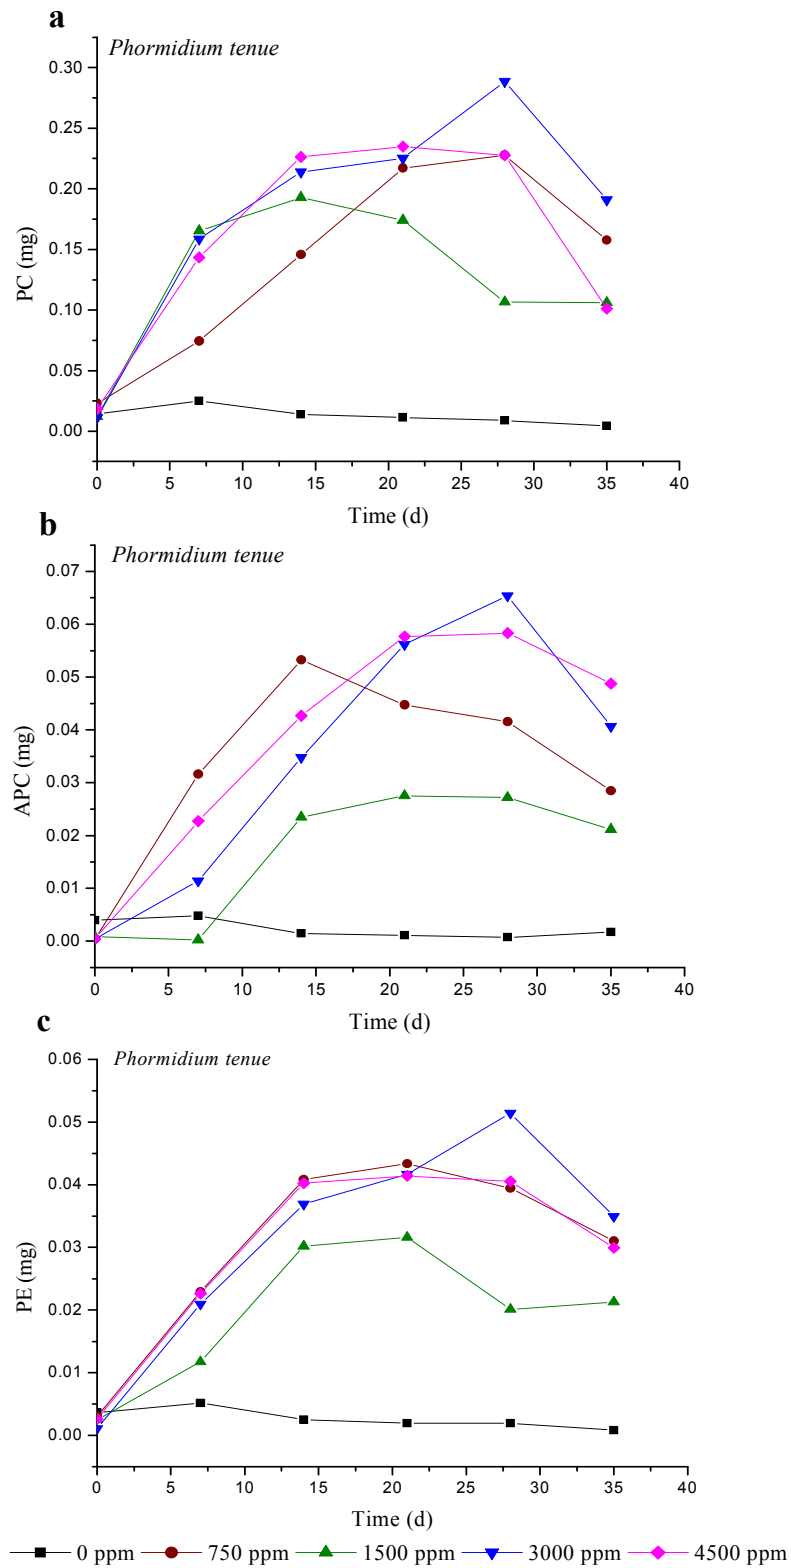 a
Phormidium tenue
0.30
0.25
0.20
0.15
0.10
0.05
0.00
PC (mg)
0 5 10 15 20 25 30 35 40
Time (d)
b
Phormidium tenue
0.07
0.06
0.05
0.04
0.03
0.02
0.01
0.00
APC (mg)
0 5 10 15 20 25 30 35 40
Time (d)
c
Phormidium tenue
0.06
0.05
0.04
0.03
0.02
0.01
0.00
PE (mg)
0 5 10 15 20 25 30 35 40
Time (d)
0 ppm 750 ppm 1500 ppm 3000 ppm 4500 ppm